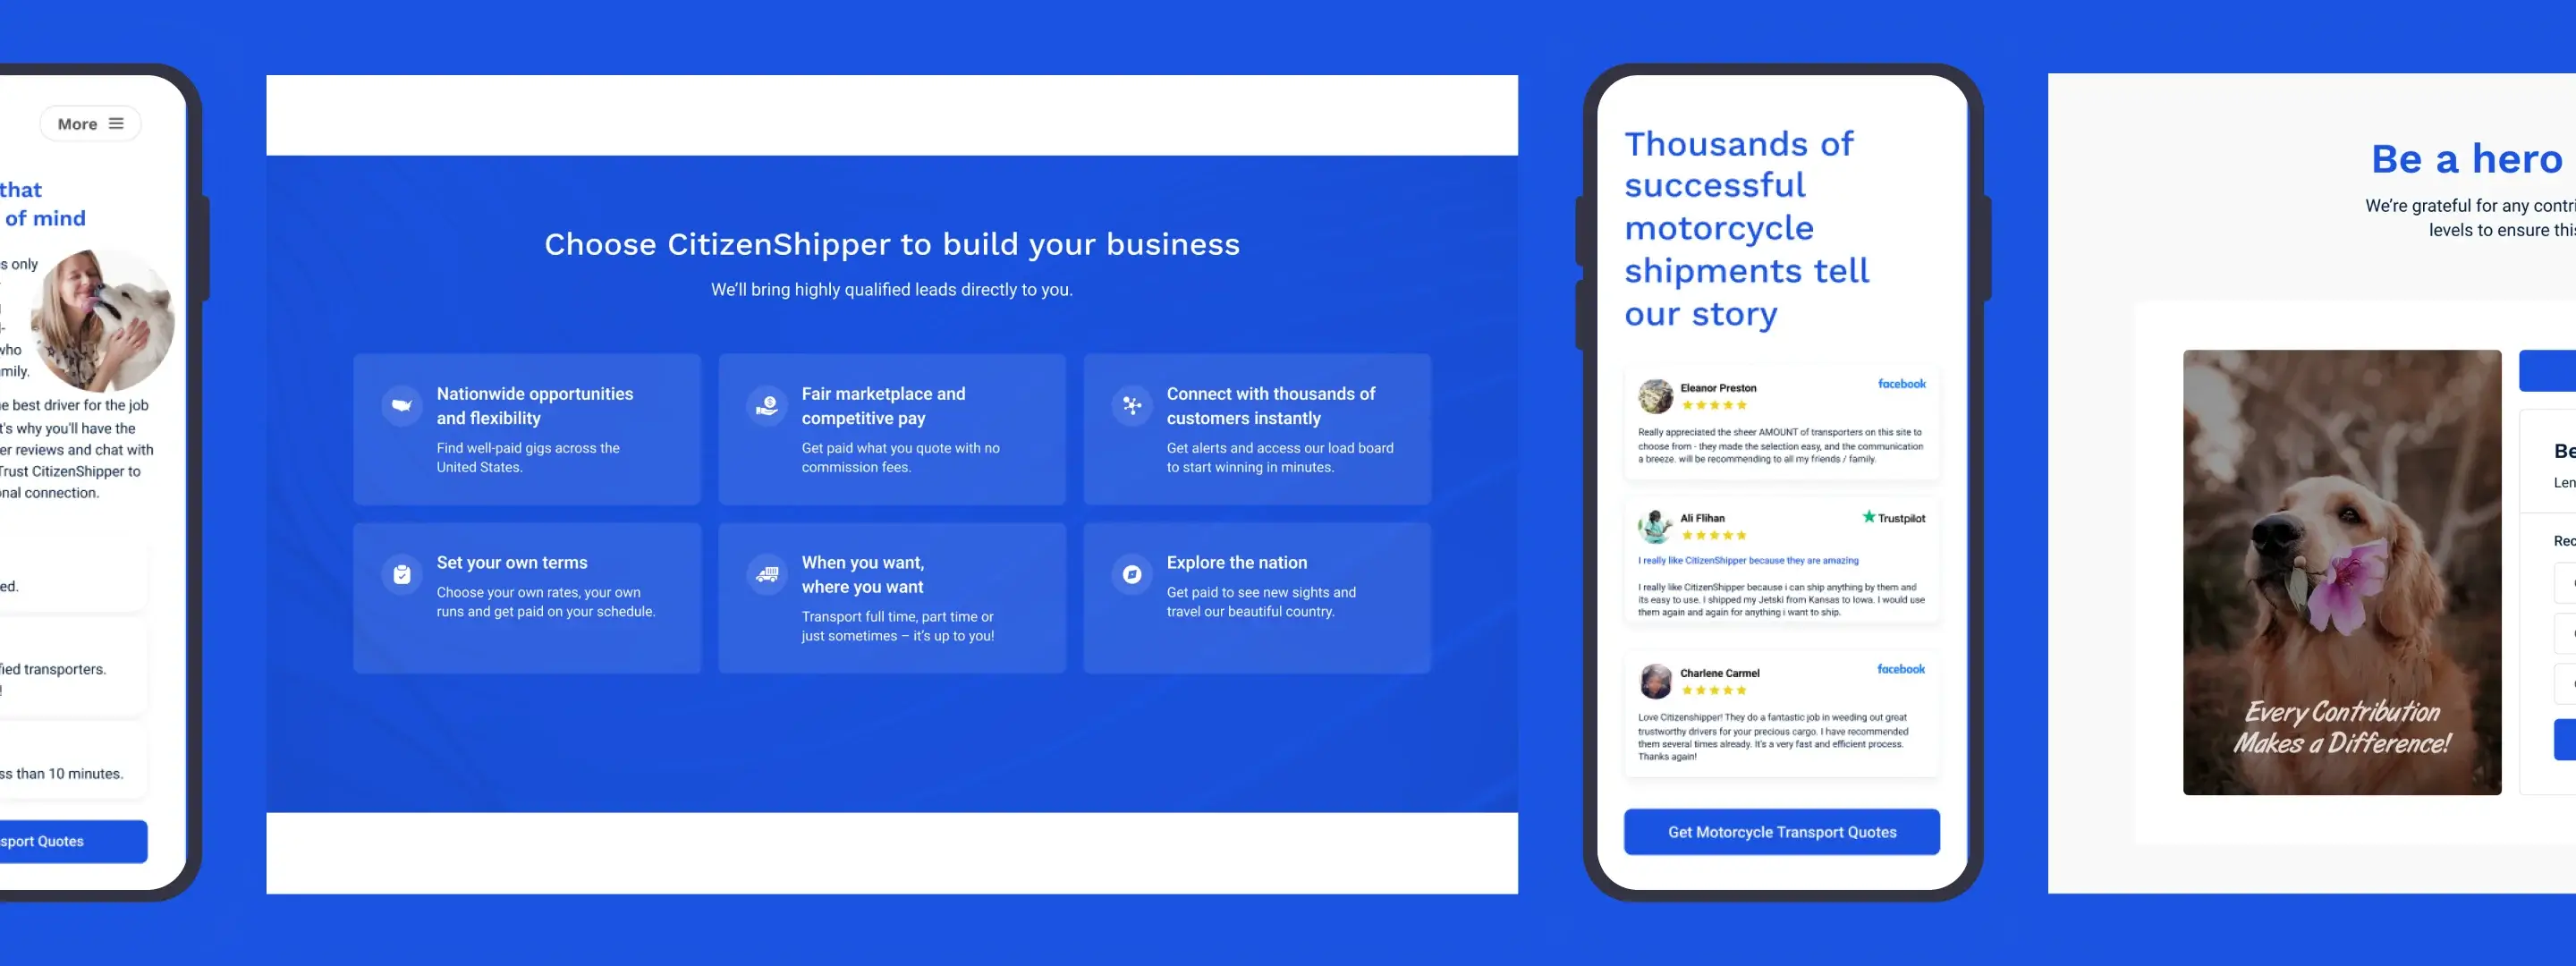 More
that
of mind
s only
who
mily.
e best driver for the job
t's why you'll have the
er reviews and chat with
Trust CitizenShipper to
onal connection.
ed.
fied transporters.
!
ss than 10 minutes.
sport Quotes
Choose CitizenShipper to build your business
We'll bring highly qualified leads directly to you.
Nationwide opportunities
and flexibility
Find well-paid gigs across the
United States.
Fair marketplace and
competitive pay
Get paid what you quote with no
commission fees.
Connect with thousands of
customers instantly
Get alerts and access our load board
to start winning in minutes.
Set your own terms
Choose your own rates, your own
runs and get paid on your schedule.
When you want,
where you want
Transport full time, part time or
just sometimes – it's up to you!
Explore the nation
Get paid to see new sights and
travel our beautiful country.
Thousands of
successful
motorcycle
shipments tell
our story
Eleanor Preston
facebook
Really appreciated the sheer AMOUNT of transporters on this site to
choose from - they made the selection easy, and the communication
a breeze. will be recommending to all my friends / family.
Ali Flihan
Trustpilot
I really like CitizenShipper because they are amazing
I really like CitizenShipper because i can ship anything by them and
its easy to use. I shipped my Jetski from Kansas to Iowa. I would use
them again and again for anything i want to ship.
Charlene Carmel
facebook
Love Citizenshipper! They do a fantastic job in weeding out great
trustworthy drivers for your precious cargo. I have recommended
them several times already. It's a very fast and efficient process.
Thanks again!
Get Motorcycle Transport Quotes
Be a hero
We're grateful for any contri
levels to ensure this
Every Contribution
Makes a Difference!
Be
Len
Rec